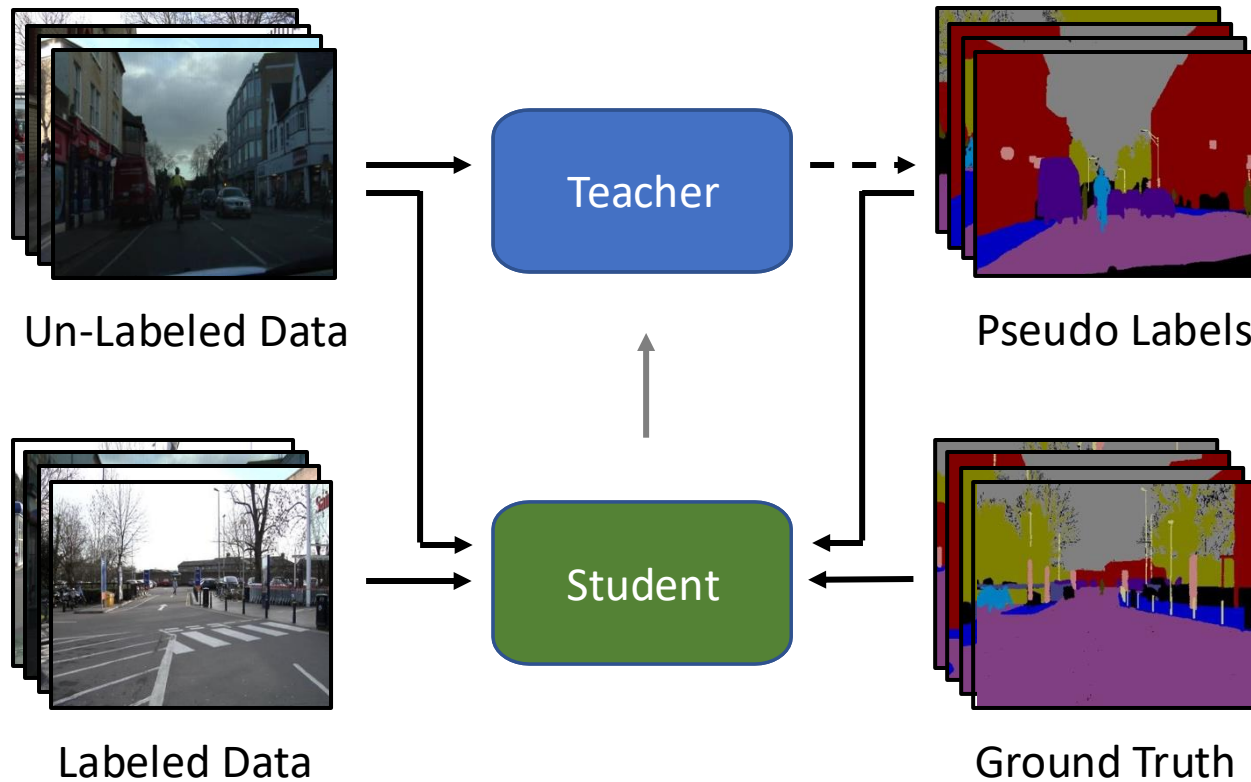 Teacher
Un-Labeled Data
Pseudo Labels
Student
Labeled Data
Ground Truth